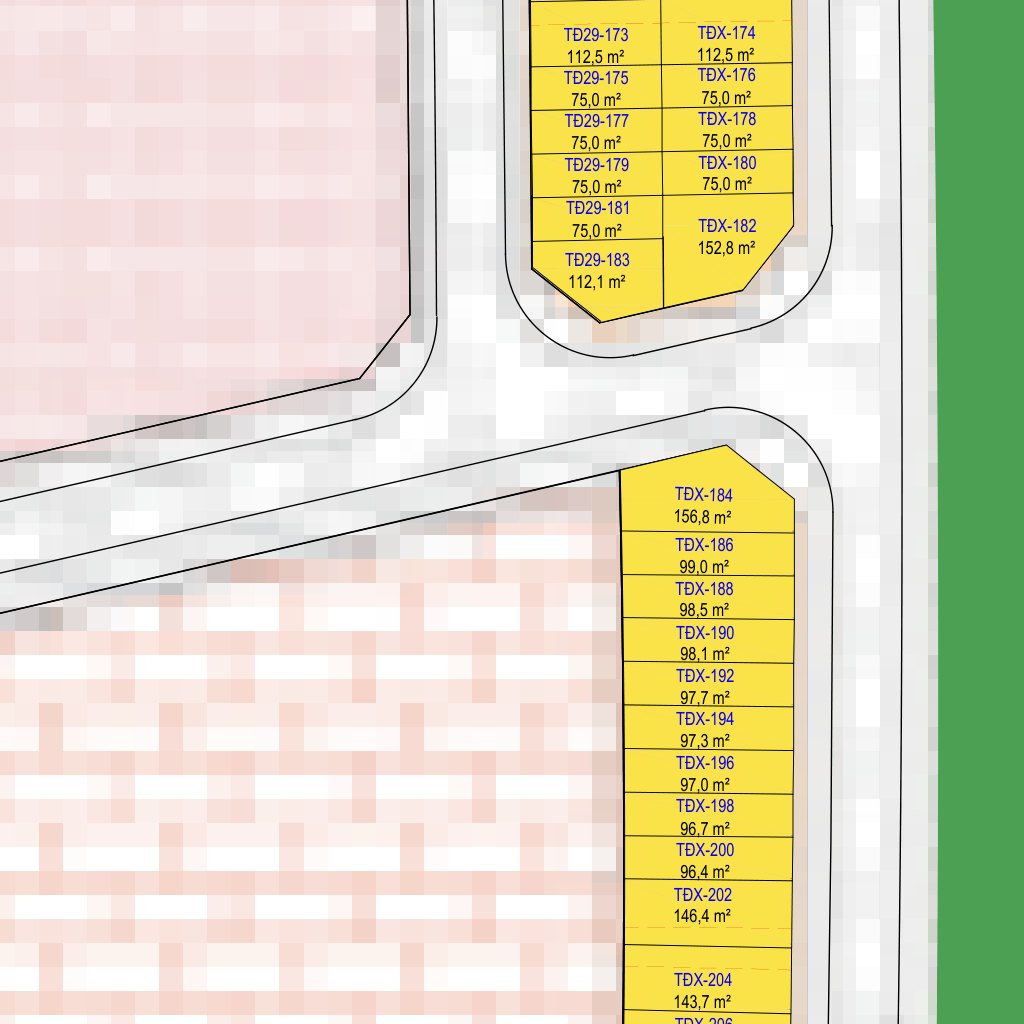 TĐ29-173
112,5 m²
TĐX-174
112,5 m²
TĐ29-175
75,0 m²
TĐX-176
75,0 m²
TĐ29-177
75,0 m²
TĐX-178
75,0 m²
TĐ29-179
75,0 m²
TĐX-180
75,0 m²
TĐ29-181
75,0 m²
TĐX-182
152,8 m²
TĐ29-183
112,1 m²
TĐX-184
156,8 m²
TĐX-186
99,0 m²
TĐX-188
98,5 m²
TĐX-190
98,1 m²
TĐX-192
97,7 m²
TĐX-194
97,3 m²
TĐX-196
97,0 m²
TĐX-198
96,7 m²
TĐX-200
96,4 m²
TĐX-202
146,4 m²
TĐX-204
143,7 m²
TĐX-206